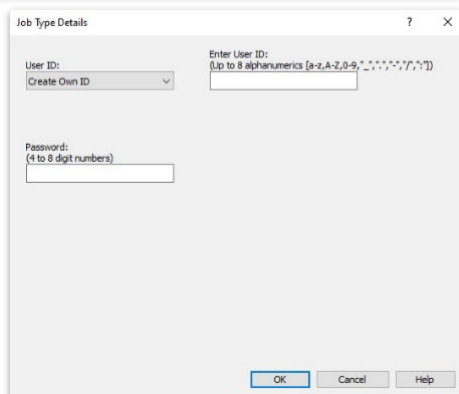 Job Type Details
User ID:
Create Own ID
Enter User ID:
(Up to 8 alphanumerics [a-z,A-Z,0-9,"_",".","-","/",":"])
Password:
(4 to 8 digit numbers)
OK
Cancel
Help